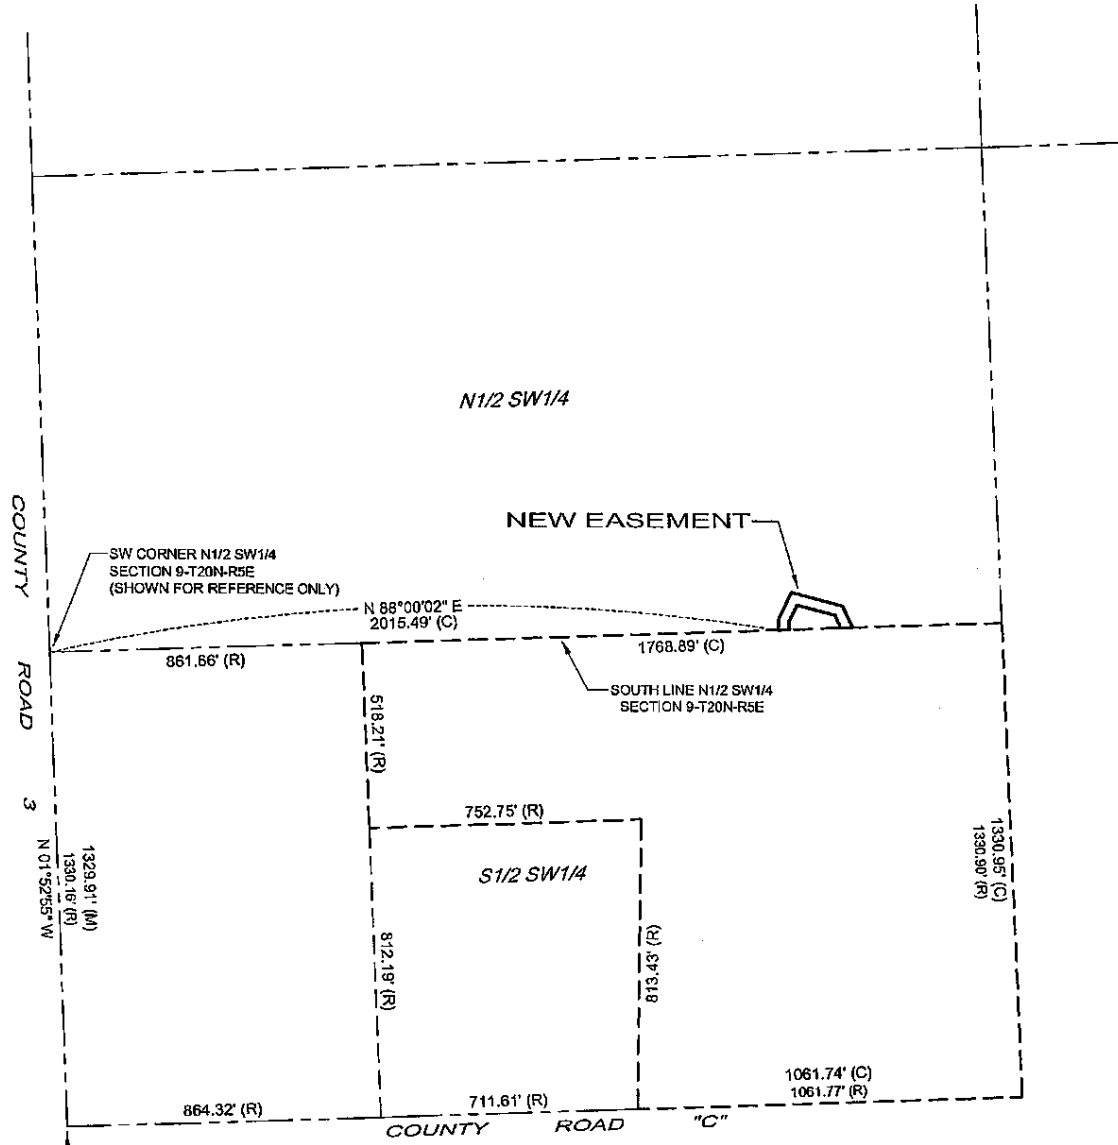 N1/2 SW1/4
NEW EASEMENT
SW CORNER N1/2 SW1/4
SECTION 9-T20N-R5E
(SHOWN FOR REFERENCE ONLY)
N 88°00'02" E
2015.49' (C)
861.66' (R)
1768.89' (C)
SOUTH LINE N1/2 SW1/4
SECTION 9-T20N-R5E
COUNTY ROAD 3
518.21' (R)
752.75' (R)
S1/2 SW1/4
1329.91' (M)
1330.16' (R)
N 01°52'55" W
812.19' (R)
813.43' (R)
1330.95' (C)
1330.90' (R)
864.32' (R)
711.61' (R)
1061.74' (C)
1061.77' (R)
COUNTY ROAD "C"